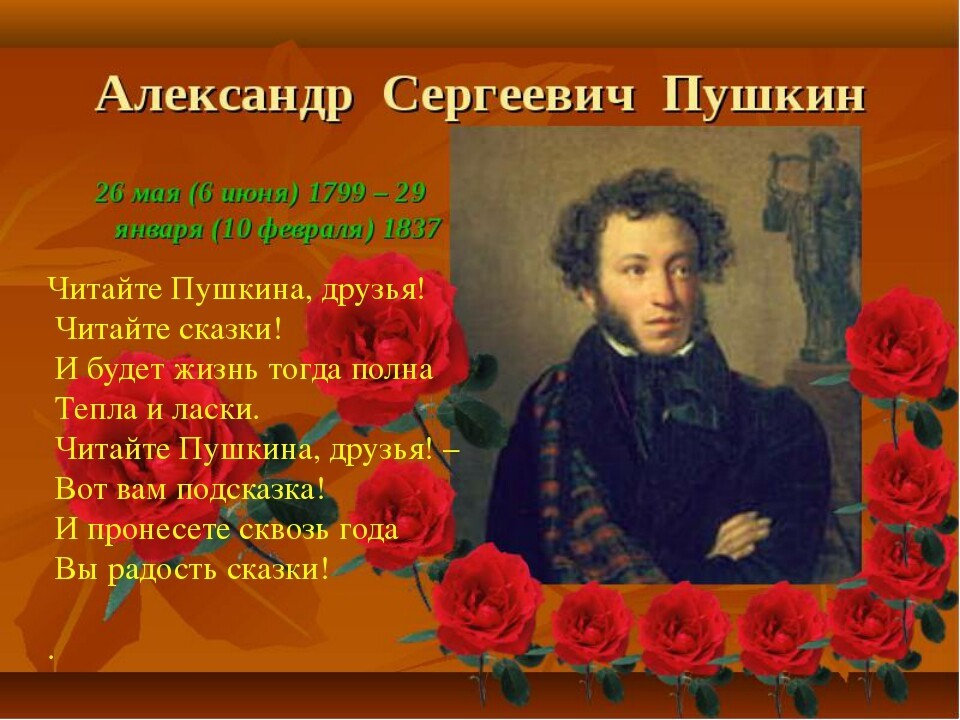 Александр Сергеевич Пушкин
26 мая (6 июня) 1799 – 29
января (10 февраля) 1837
Читайте Пушкина, друзья!
Читайте сказки!
И будет жизнь тогда полна
Тепла и ласки.
Читайте Пушкина, друзья! –
Вот вам подсказка!
И пронесете сквозь года
Вы радость сказки!
.